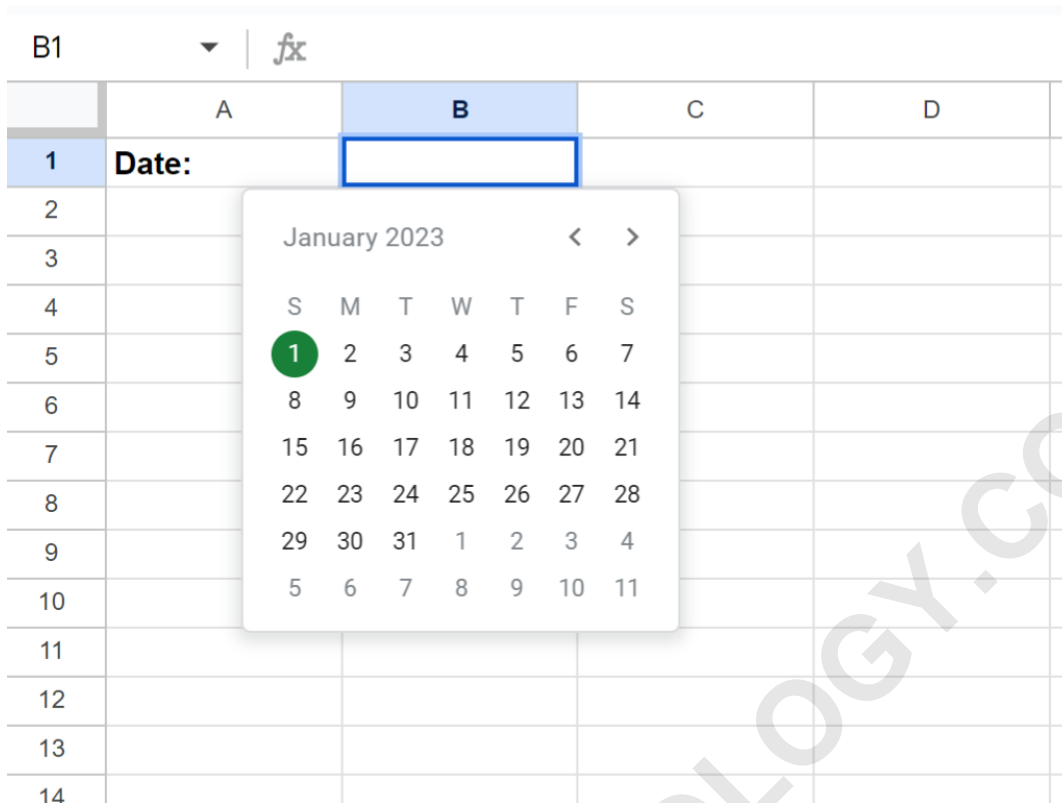 B1 fx
A B C D
1 Date:
2
January 2023
3
4 S M T W T F S
5 1 2 3 4 5 6 7
6 8 9 10 11 12 13 14
7 15 16 17 18 19 20 21
8 22 23 24 25 26 27 28
9 29 30 31 1 2 3 4
10 5 6 7 8 9 10 11
11
12
13
14
OLOGY.CO